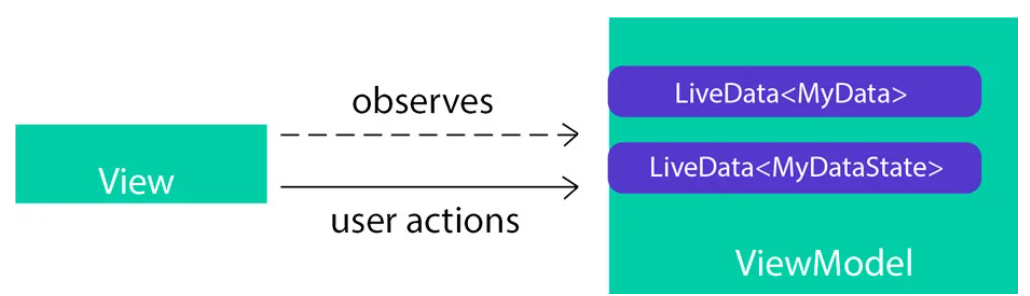 observes
View
user actions
LiveData<MyData>
LiveData<MyDataState>
ViewModel